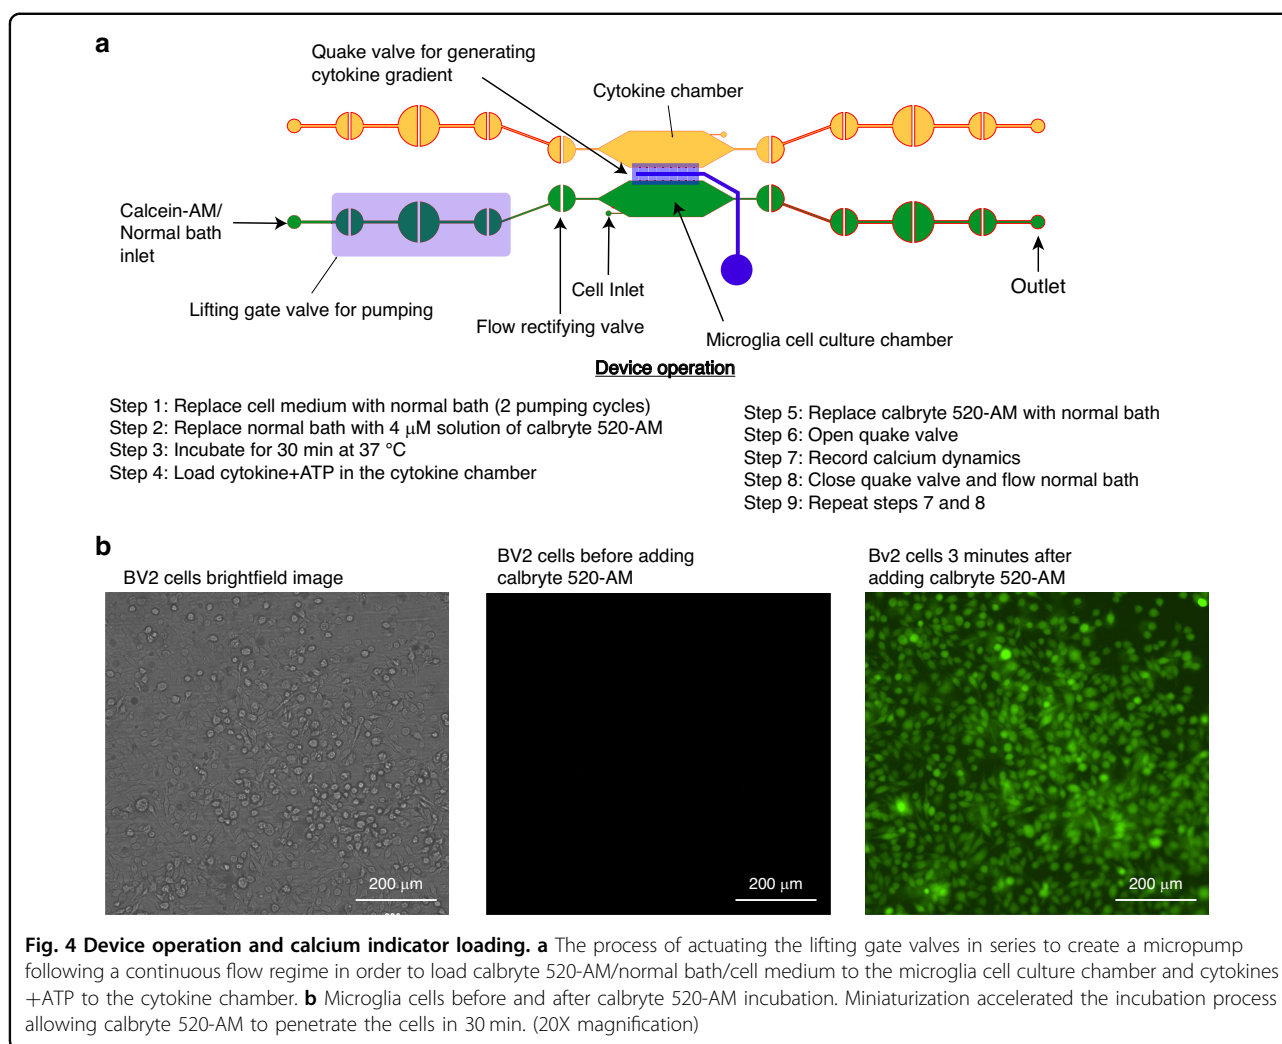 a
Quake valve for generating
cytokine gradient
Cytokine chamber
Calcein-AM/
Normal bath
inlet
Cell Inlet
Outlet
Lifting gate valve for pumping
Flow rectifying valve
Microglia cell culture chamber
Device operation
Step 1: Replace cell medium with normal bath (2 pumping cycles)
Step 2: Replace normal bath with 4 μM solution of calbryte 520-AM
Step 3: Incubate for 30 min at 37 °C
Step 4: Load cytokine+ATP in the cytokine chamber
Step 5: Replace calbryte 520-AM with normal bath
Step 6: Open quake valve
Step 7: Record calcium dynamics
Step 8: Close quake valve and flow normal bath
Step 9: Repeat steps 7 and 8
b
BV2 cells brightfield image
BV2 cells before adding
calbryte 520-AM
Bv2 cells 3 minutes after
adding calbryte 520-AM
200 μm
200 μm
200 μm
Fig. 4 Device operation and calcium indicator loading. a The process of actuating the lifting gate valves in series to create a micropump
following a continuous flow regime in order to load calbryte 520-AM/normal bath/cell medium to the microglia cell culture chamber and cytokines
+ATP to the cytokine chamber. b Microglia cells before and after calbryte 520-AM incubation. Miniaturization accelerated the incubation process
allowing calbryte 520-AM to penetrate the cells in 30 min. (20X magnification)